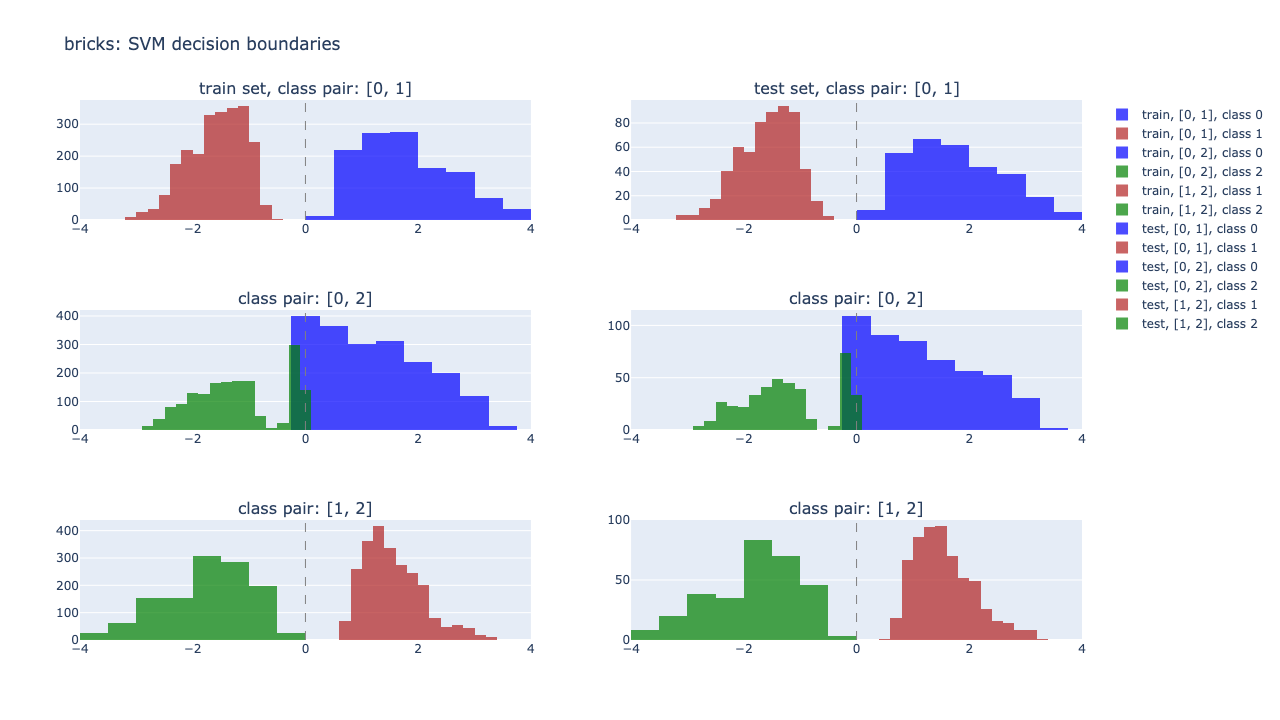 bricks: SVM decision boundaries
train set, class pair: [0, 1]
test set, class pair: [0, 1]
300
200
100
0
−4
−2
0
2
4
80
60
40
20
0
−4
−2
0
2
4
train, [0, 1], class 0
train, [0, 1], class 1
train, [0, 2], class 0
train, [0, 2], class 2
train, [1, 2], class 1
train, [1, 2], class 2
test, [0, 1], class 0
test, [0, 1], class 1
test, [0, 2], class 0
test, [0, 2], class 2
test, [1, 2], class 1
test, [1, 2], class 2
class pair: [0, 2]
class pair: [0, 2]
400
300
200
100
0
−4
−2
0
2
4
100
50
0
−4
−2
0
2
4
class pair: [1, 2]
class pair: [1, 2]
400
300
200
100
0
−4
−2
0
2
4
100
50
0
−4
−2
0
2
4